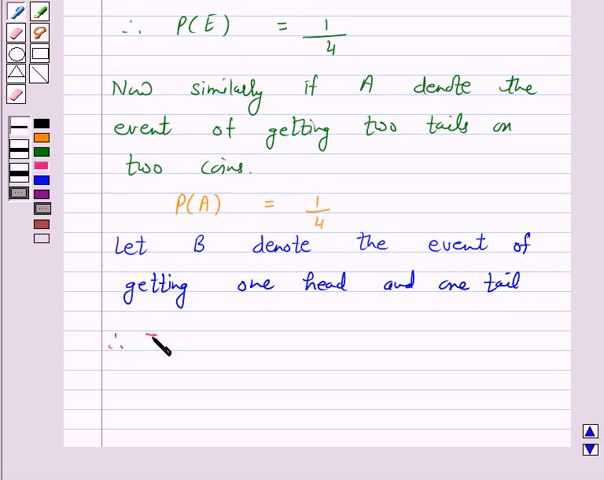 ∴ P(E) = 1/4
Now similarly if A denote the
event of getting two tails on
two coins.
P(A) = 1/4
Let B denote the event of
getting one head and one tail
∴